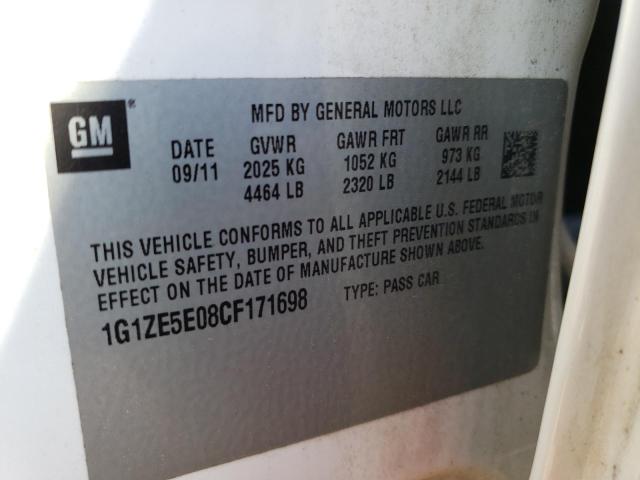 GM ®
MFD BY GENERAL MOTORS LLC
DATE GVWR GAWR FRT GAWR RR
09/11 2025 KG 1052 KG 973 KG
4464 LB 2320 LB 2144 LB
THIS VEHICLE CONFORMS TO ALL APPLICABLE U.S. FEDERAL MOTOR
VEHICLE SAFETY, BUMPER, AND THEFT PREVENTION STANDARDS IN
EFFECT ON THE DATE OF MANUFACTURE SHOWN ABOVE.
1G1ZE5E08CF171698 TYPE: PASS CAR